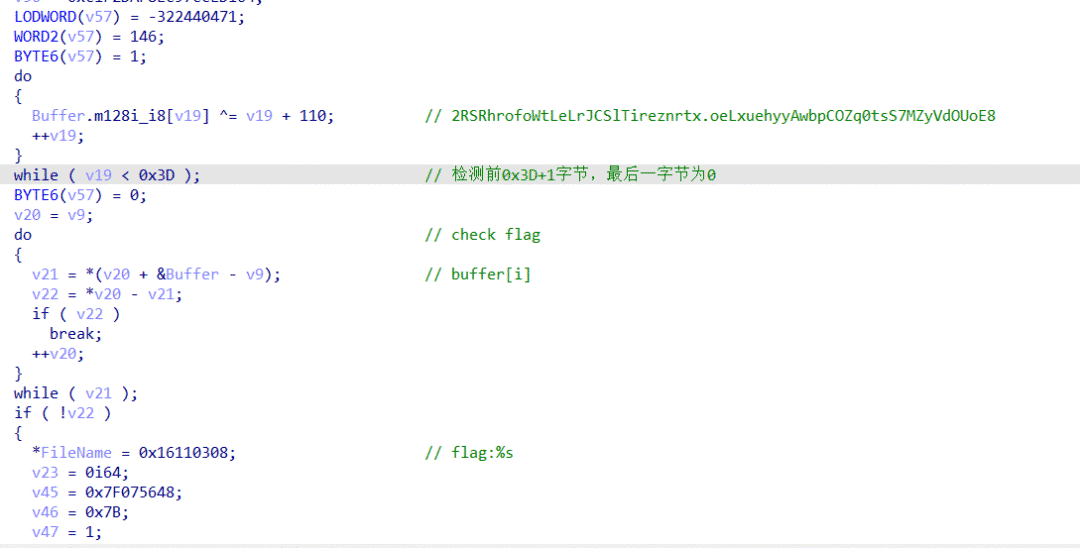 LODWORD(v57) = -322440471;
WORD2(v57) = 146;
BYTE6(v57) = 1;
do
{
Buffer.m128i_i8[v19] ^= v19 + 110; // 2RSRhrofoWtLeLrJCSlTireznrtx.oeLxuehyyAwbpCOZq0tsS7MZyVdOUoE8
++v19;
}
while ( v19 < 0x3D ); // 检测前0x3D+1字节，最后一字节为0
BYTE6(v57) = 0;
v20 = v9;
do // check flag
{
v21 = *(v20 + &Buffer - v9); // buffer[i]
v22 = *v20 - v21;
if ( v22 )
break;
++v20;
}
while ( v21 );
if ( !v22 )
{
*FileName = 0x16110308; // flag:%s
v23 = 0i64;
v45 = 0x7F075648;
v46 = 0x7B;
v47 = 1;